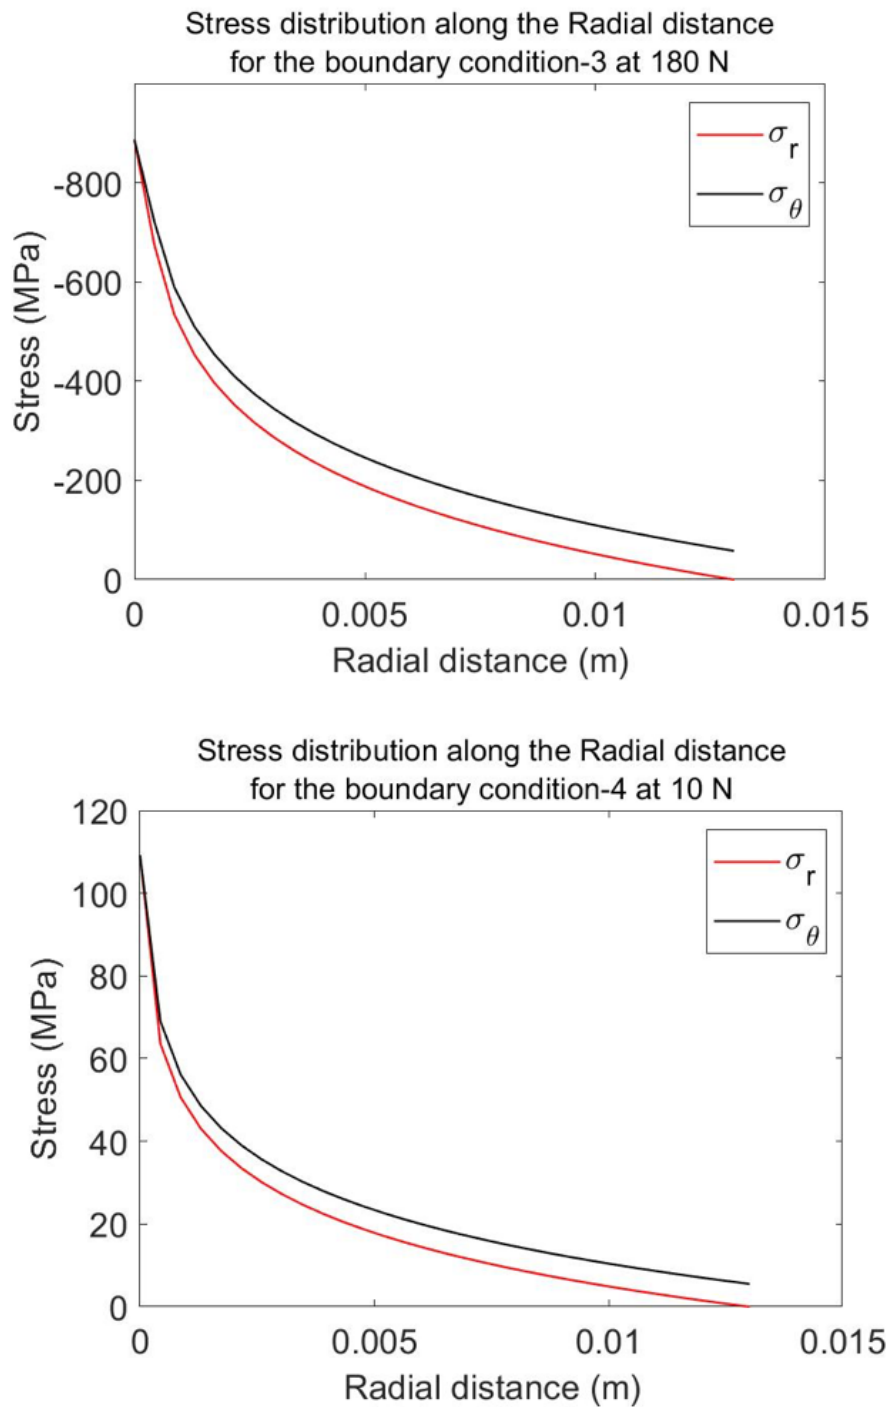 Stress distribution along the Radial distance
for the boundary condition-3 at 180 N
σr
σθ
-800
-600
-400
-200
0
Stress (MPa)
0
0.005
0.01
0.015
Radial distance (m)
Stress distribution along the Radial distance
for the boundary condition-4 at 10 N
σr
σθ
120
100
80
60
40
20
0
Stress (MPa)
0
0.005
0.01
0.015
Radial distance (m)